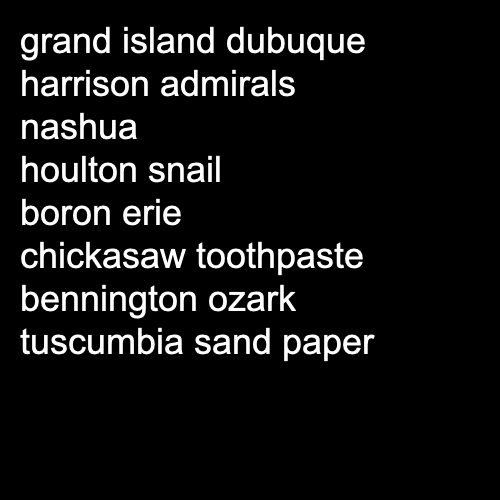 grand island dubuque
harrison admirals
nashua
houlton snail
boron erie
chickasaw toothpaste
bennington ozark
tuscumbia sand paper